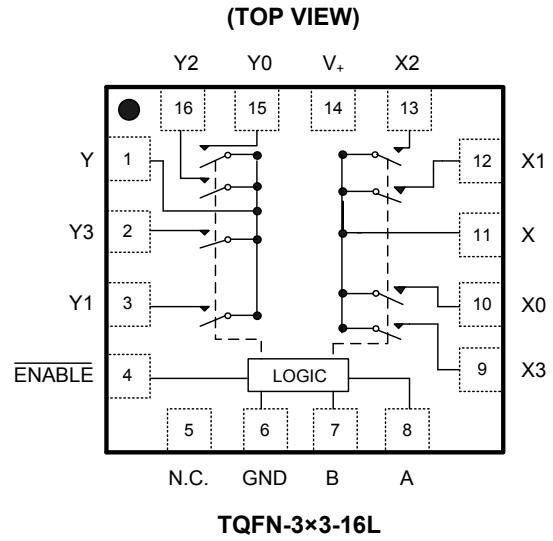 (TOP VIEW)
Y2 Y0 V+ X2
16 15 14 13
Y 1 12 X1
Y3 2 11 X
Y1 3 10 X0
ENABLE 4 LOGIC 9 X3
5 6 7 8
N.C. GND B A
TQFN-3×3-16L